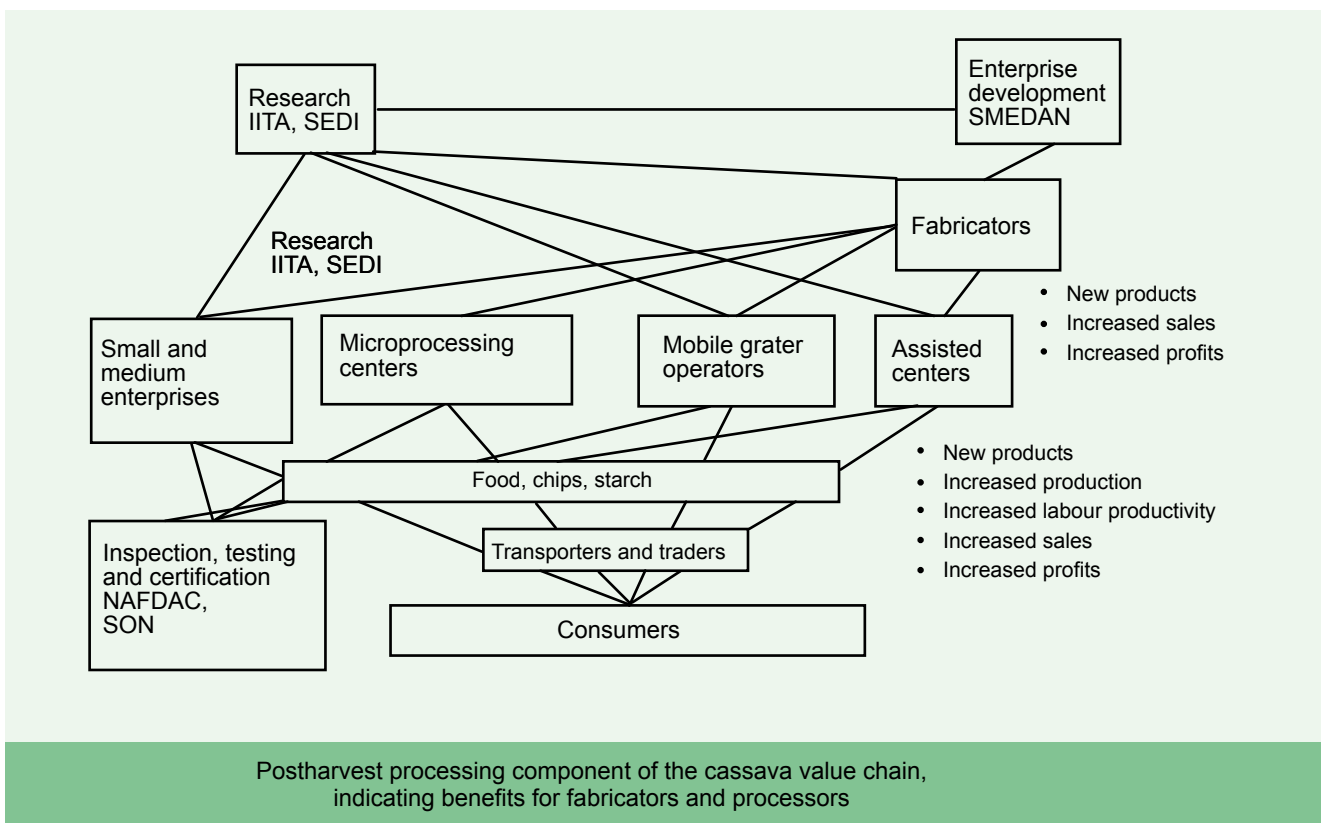 Research
IITA, SEDI
Enterprise
development
SMEDAN
Fabricators
Research
IITA, SEDI
• New products
• Increased sales
• Increased profits
Small and
medium
enterprises
Microprocessing
centers
Mobile grater
operators
Assisted
centers
Food, chips, starch
• New products
• Increased production
• Increased labour productivity
• Increased sales
• Increased profits
Transporters and traders
Inspection, testing
and certification
NAFDAC,
SON
Consumers
Postharvest processing component of the cassava value chain,
indicating benefits for fabricators and processors